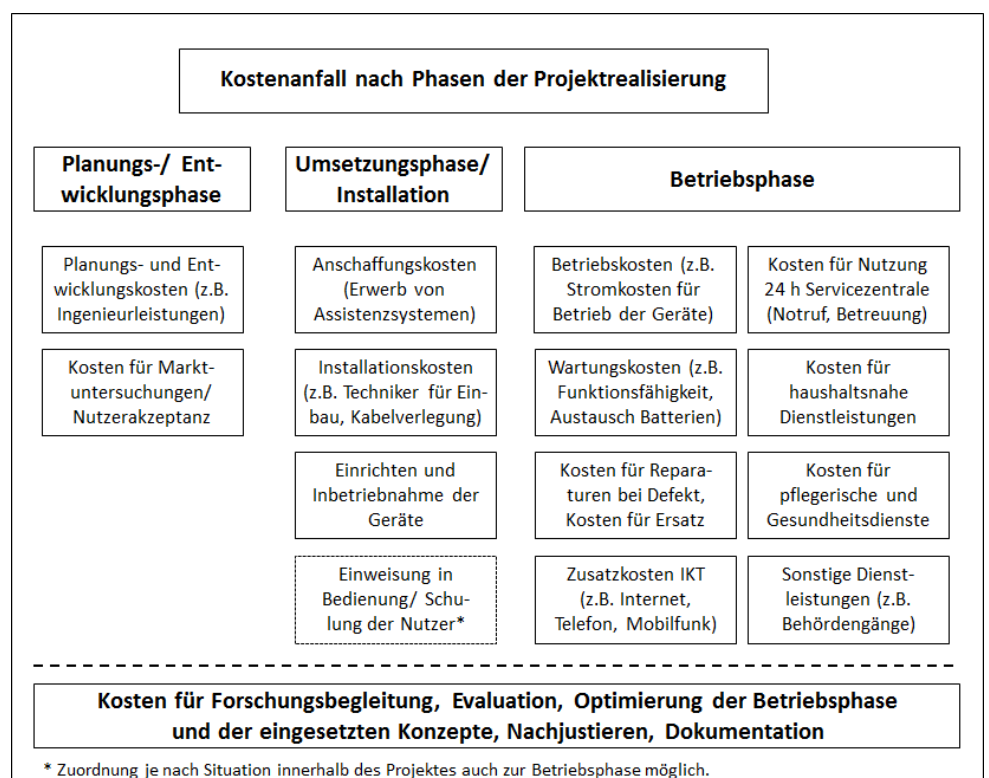 Kostenanfall nach Phasen der Projektrealisierung
Planungs-/ Ent-
wicklungsphase
Umsetzungsphase/
Installation
Betriebsphase
Planungs- und Ent-
wicklungskosten (z.B.
Ingenieurleistungen)
Kosten für Markt-
untersuchungen/
Nutzerakzeptanz
Anschaffungskosten
(Erwerb von
Assistenzsystemen)
Installationskosten
(z.B. Techniker für Ein-
bau, Kabelverlegung)
Einrichten und
Inbetriebnahme der
Geräte
Einweisung in
Bedienung/ Schu-
lung der Nutzer*
Betriebskosten (z.B.
Stromkosten für
Betrieb der Geräte)
Wartungskosten (z.B.
Funktionsfähigkeit,
Austausch Batterien)
Kosten für Repara-
turen bei Defekt,
Kosten für Ersatz
Zusatzkosten IKT
(z.B. Internet,
Telefon, Mobilfunk)
Kosten für Nutzung
24 h Servicezentrale
(Notruf, Betreuung)
Kosten für
haushaltsnahe
Dienstleistungen
Kosten für
pflegerische und
Gesundheitsdienste
Sonstige Dienst-
leistungen (z.B.
Behördengänge)
Kosten für Forschungsbegleitung, Evaluation, Optimierung der Betriebsphase
und der eingesetzten Konzepte, Nachjustieren, Dokumentation
* Zuordnung je nach Situation innerhalb des Projektes auch zur Betriebsphase möglich.